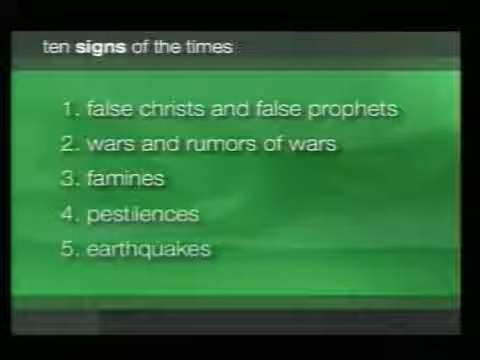 ten signs of the times
1. false christs and false prophets
2. wars and rumors of wars
3. famines
4. pestilences
5. earthquakes